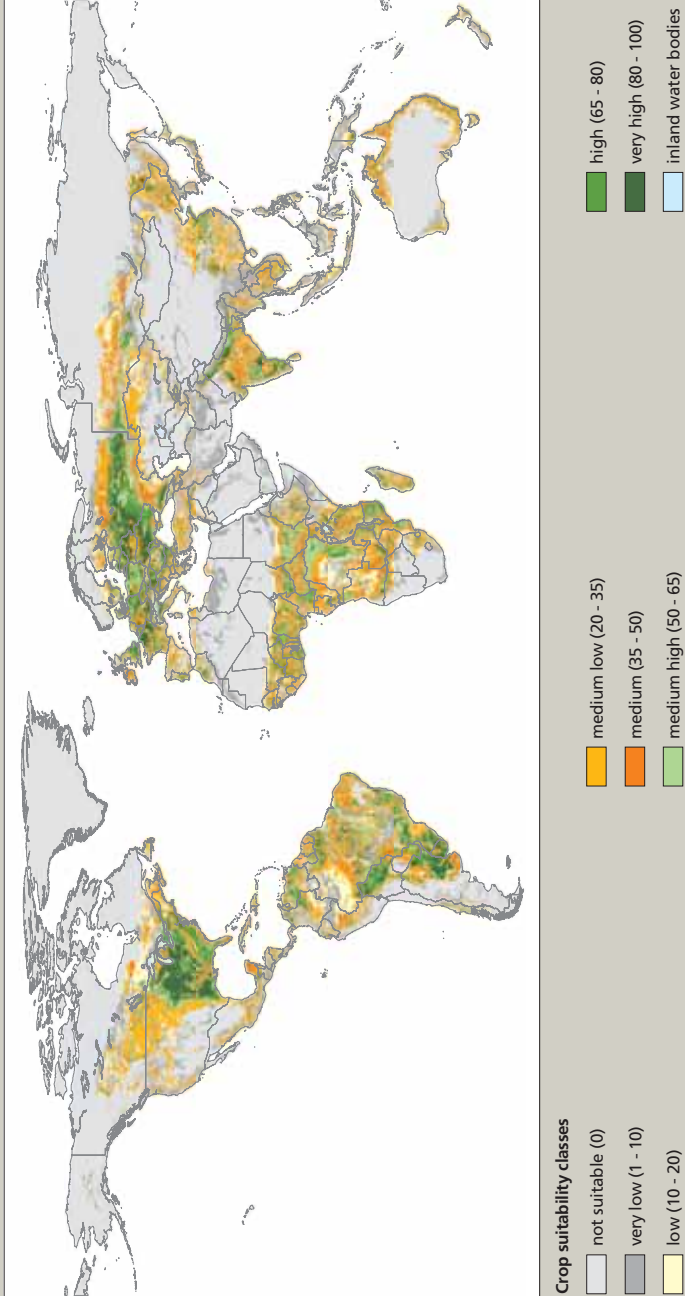 Crop suitability classes
not suitable (0)
very low (1 - 10)
low (10 - 20)
medium low (20 - 35)
medium (35 - 50)
medium high (50 - 65)
high (65 - 80)
very high (80 - 100)
inland water bodies